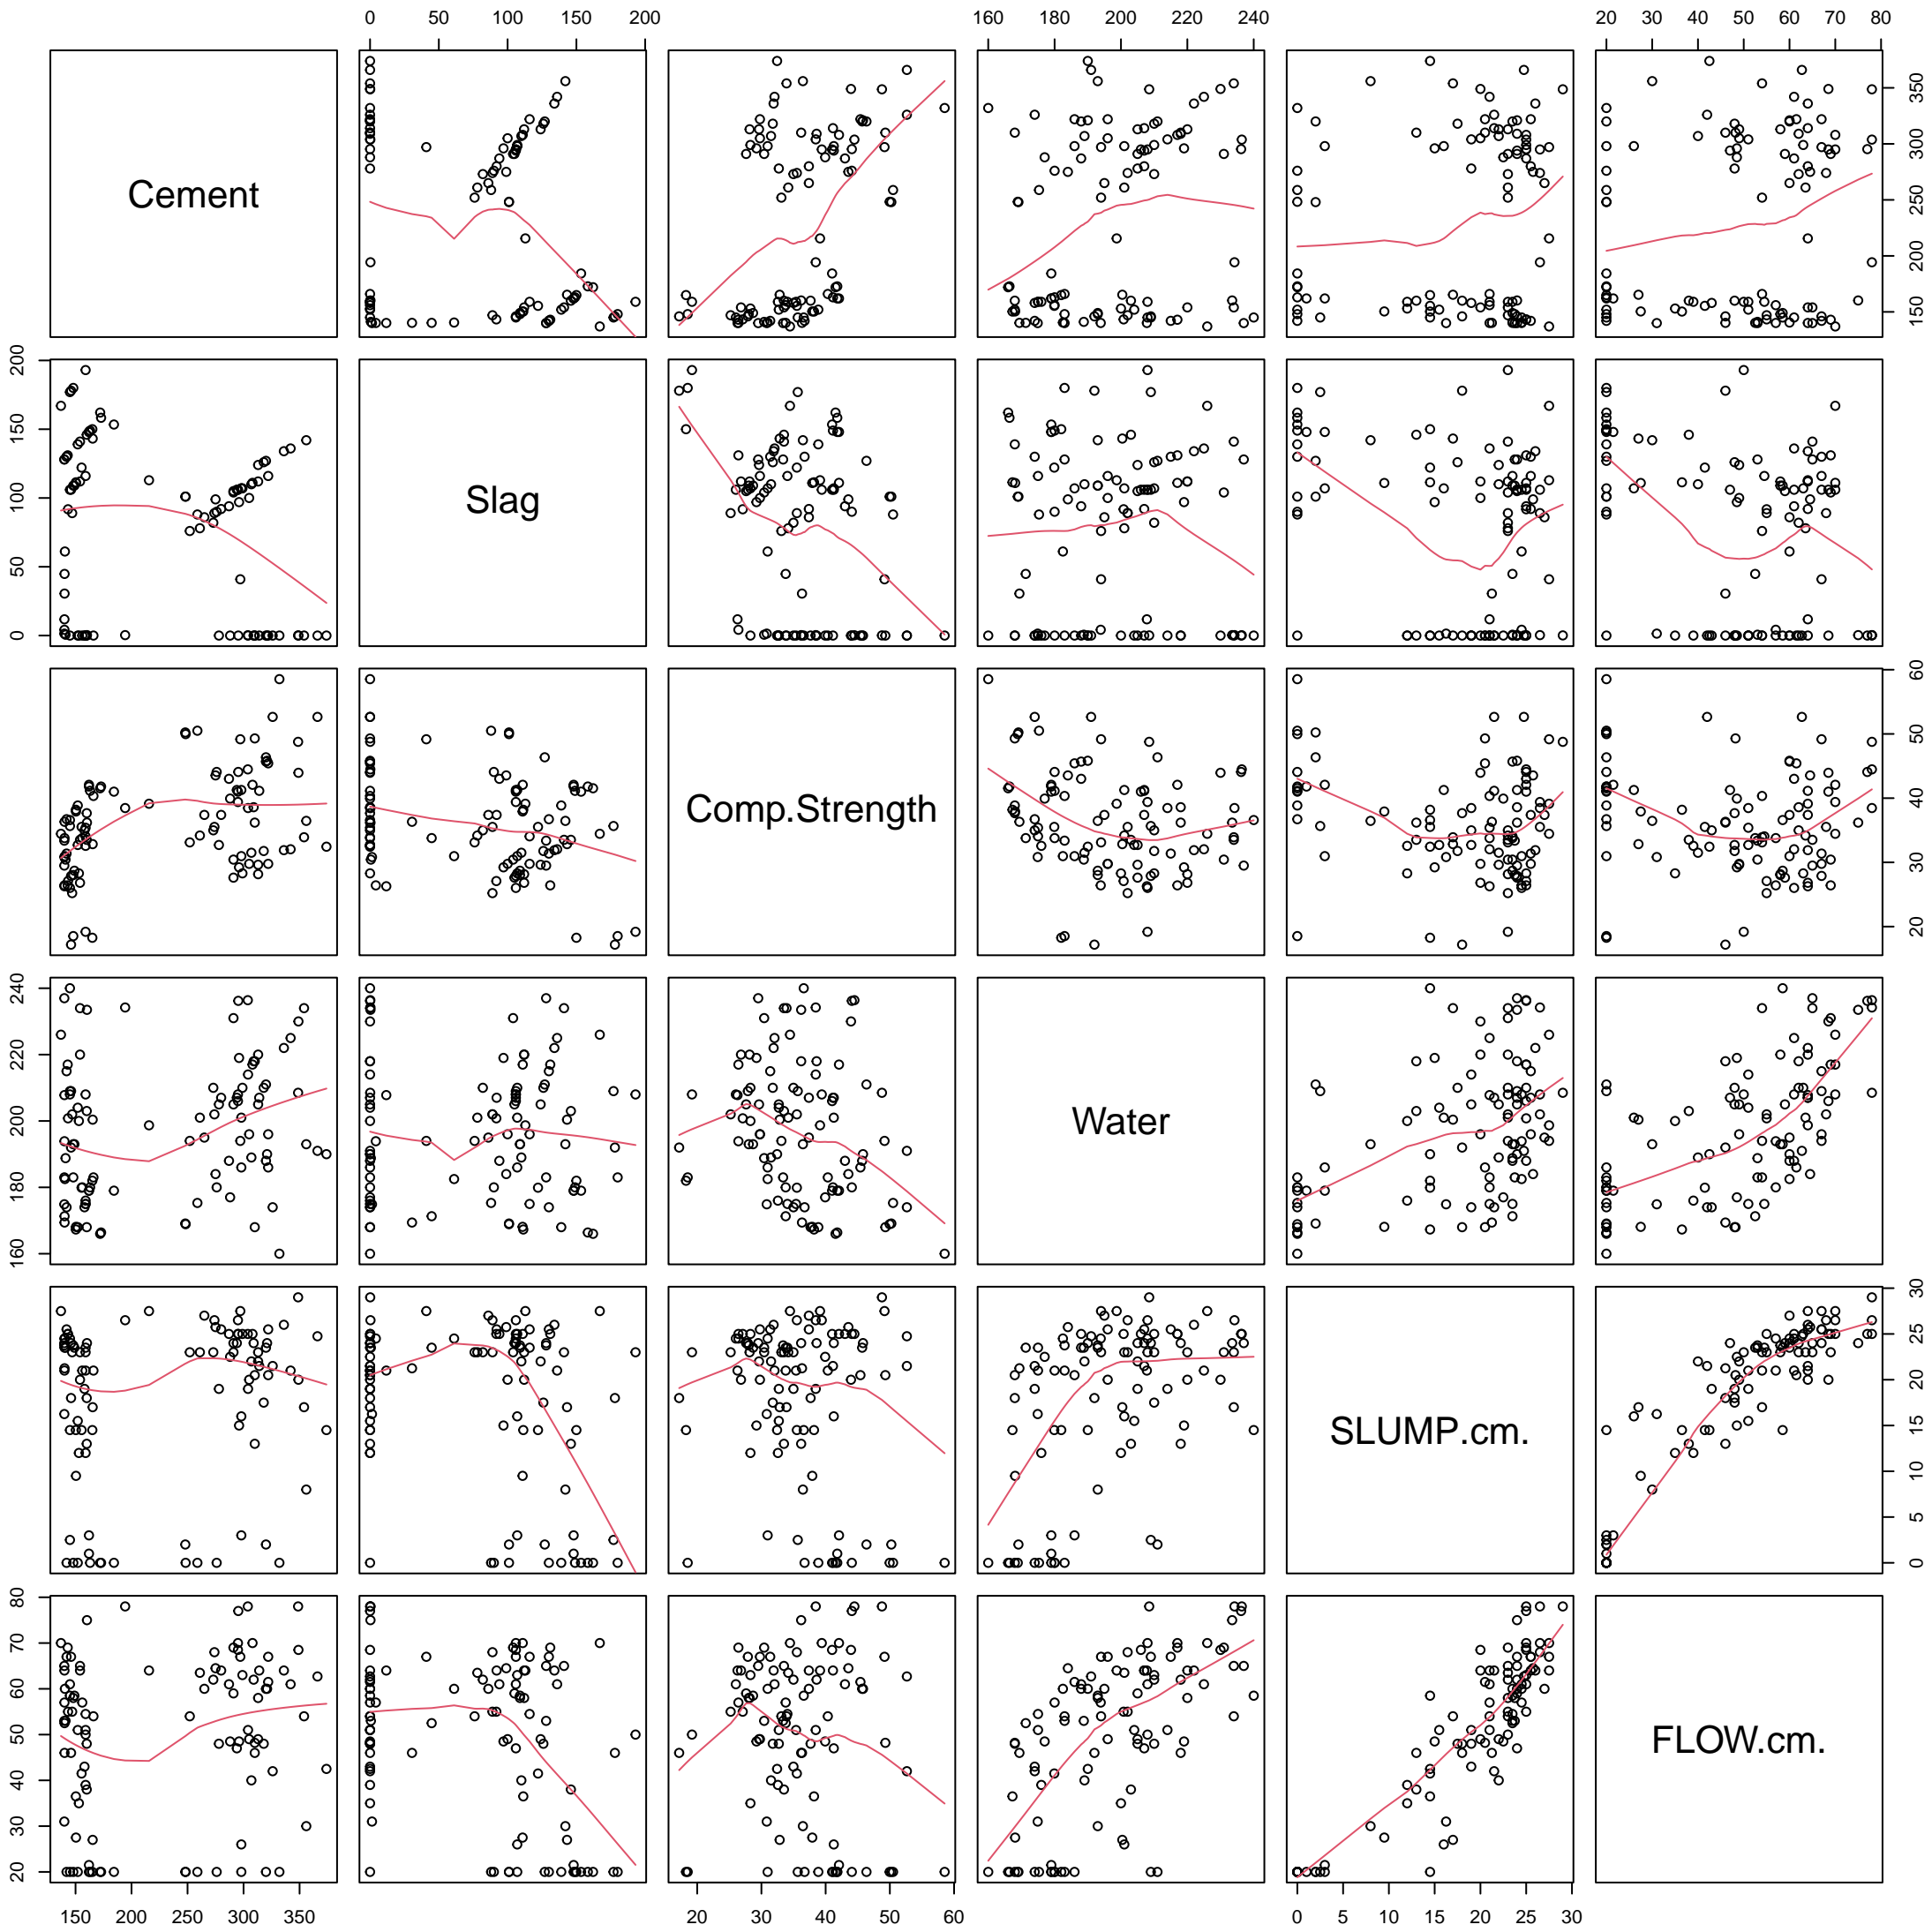 0 50 100 150 200 160 180 200 220 240 20 30 40 50 60 70 80
Cement
150 200 250 300 350
0 50 100 150 200
Slag
Comp.Strength
20 30 40 50 60
160 180 200 220 240
Water
SLUMP.cm.
0 5 10 15 20 25 30
20 30 40 50 60 70 80
FLOW.cm.
150 200 250 300 350 20 30 40 50 60 0 5 10 15 20 25 30